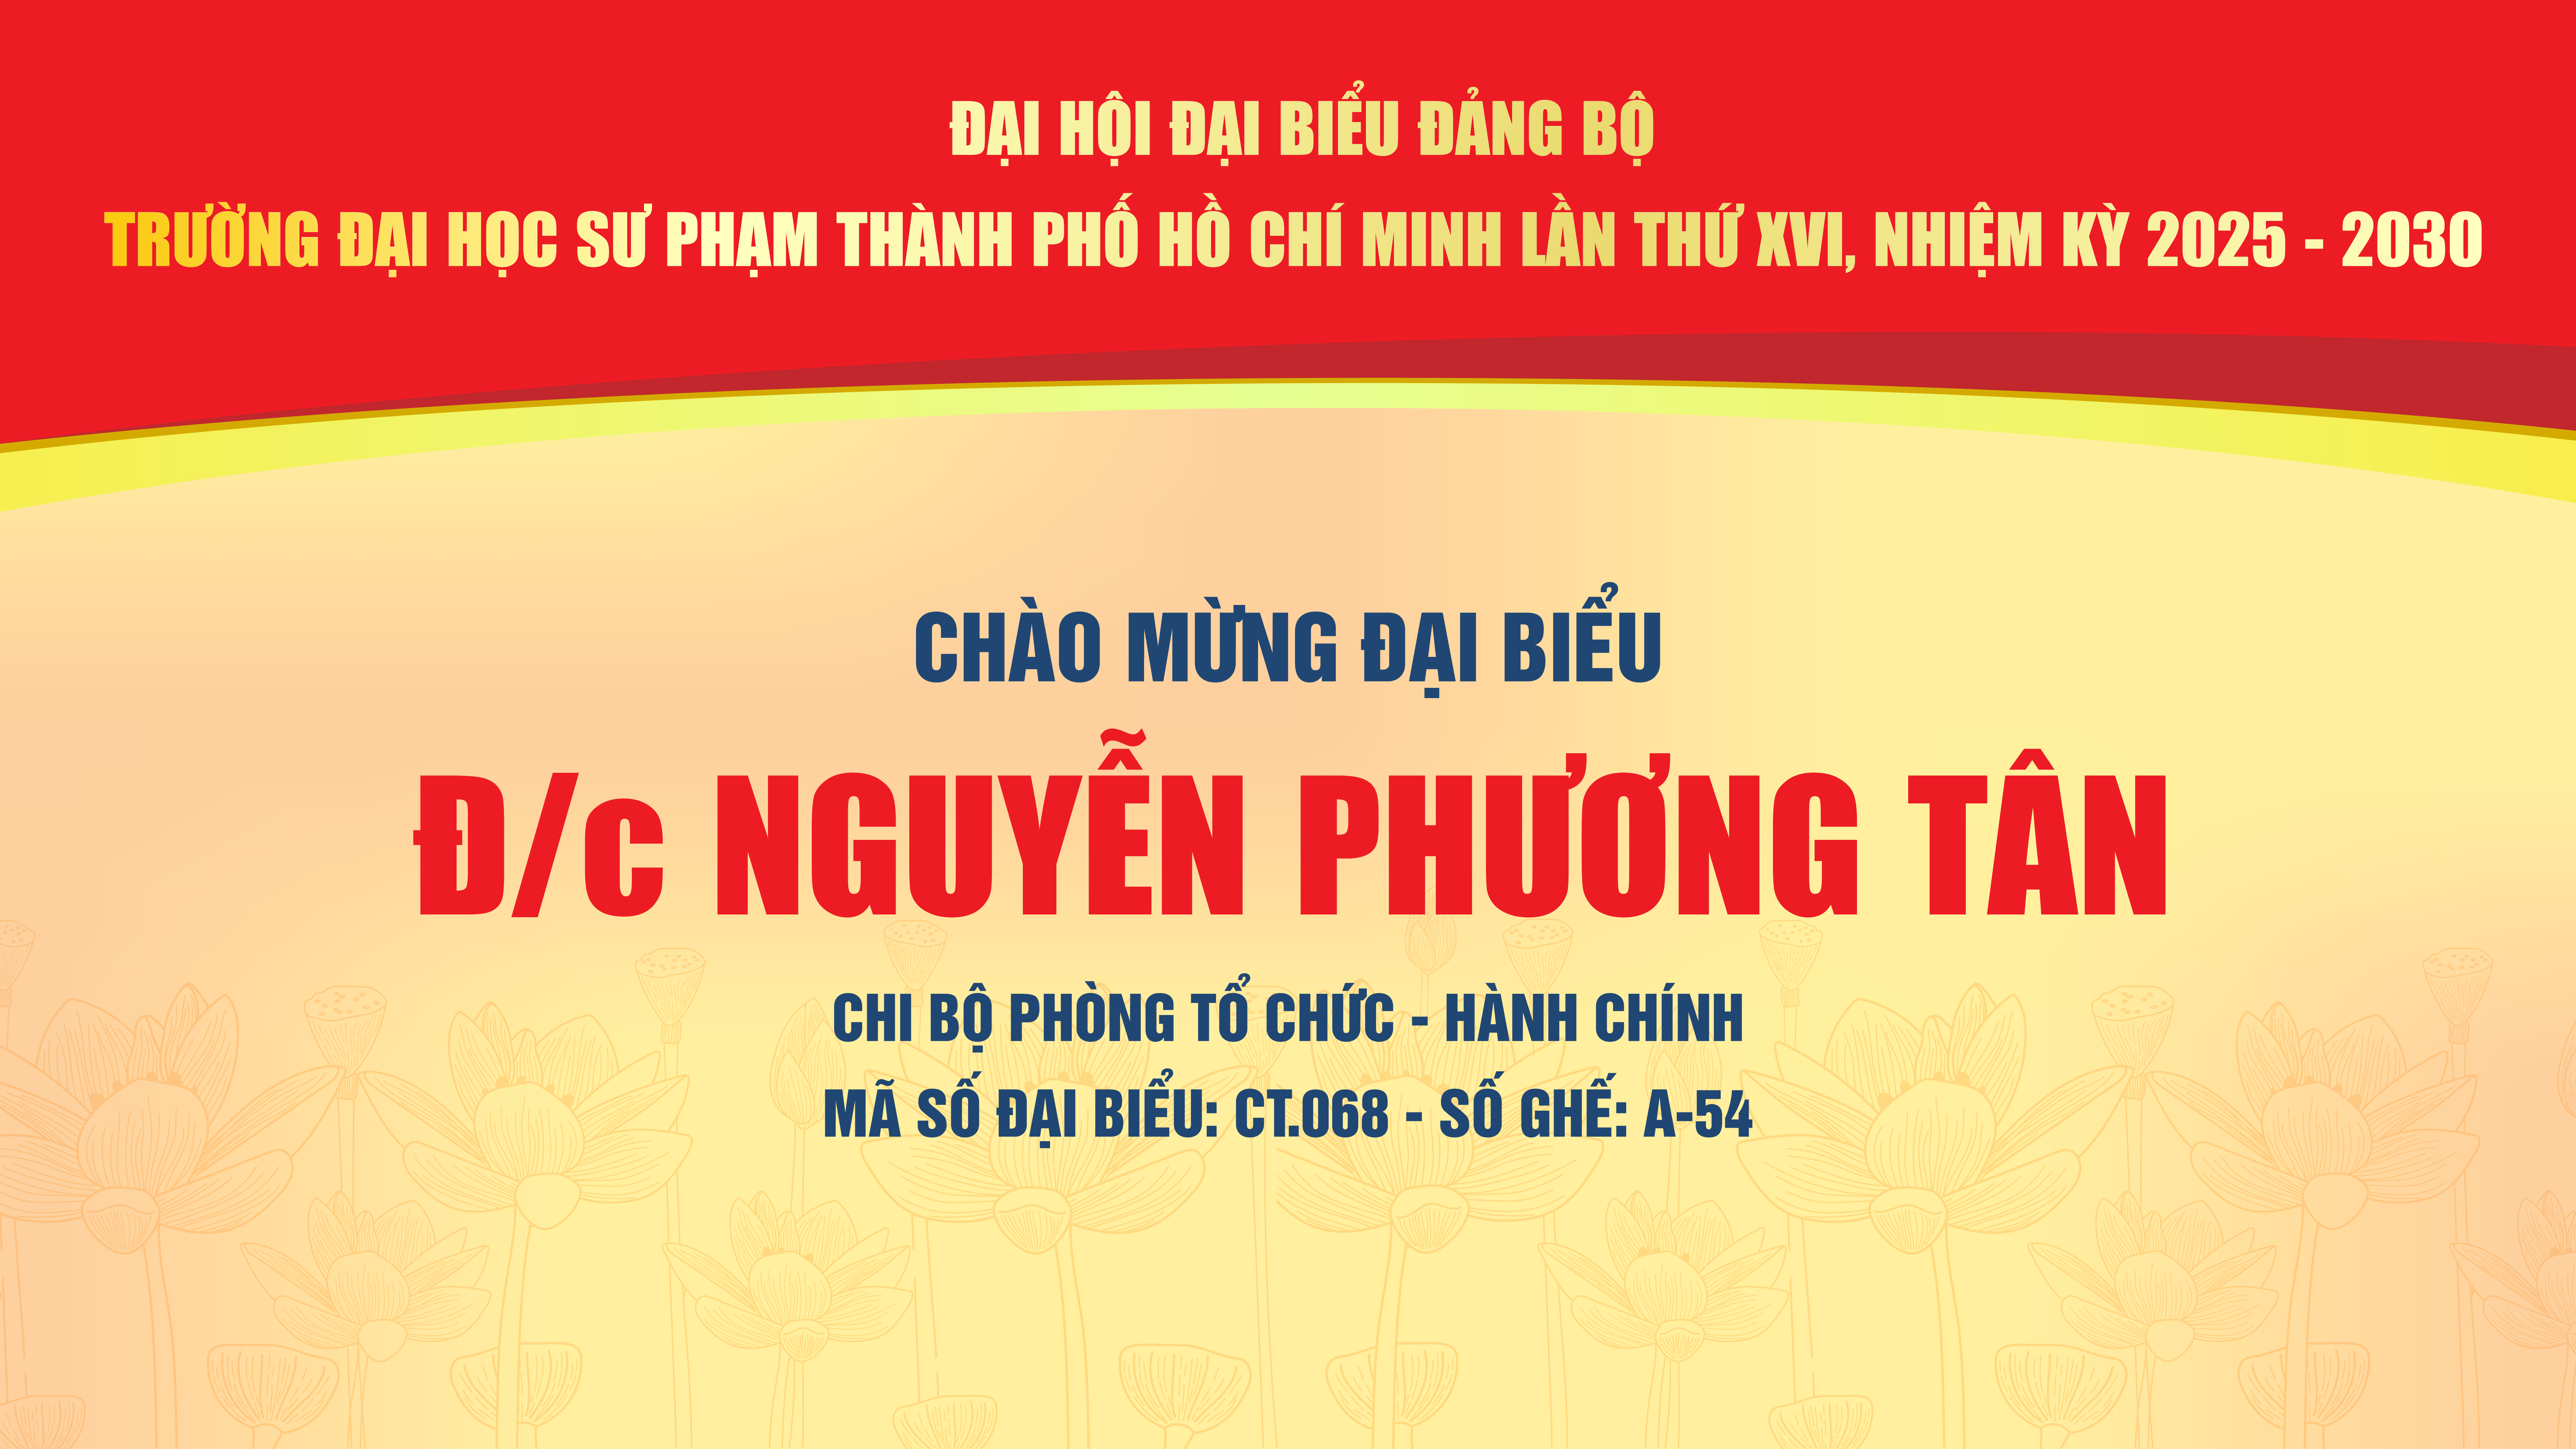 ĐẠI HỘI ĐẠI BIỂU ĐẢNG BỘ
TRƯỜNG ĐẠI HỌC SƯ PHẠM THÀNH PHỐ HỒ CHÍ MINH LẦN THỨ XVI, NHIỆM KỲ 2025 - 2030
CHÀO MỪNG ĐẠI BIỂU
Đ/c NGUYỄN PHƯƠNG TÂN
CHI BỘ PHÒNG TỔ CHỨC - HÀNH CHÍNH
MÃ SỐ ĐẠI BIỂU: CT.068 - SỐ GHẾ: A-54